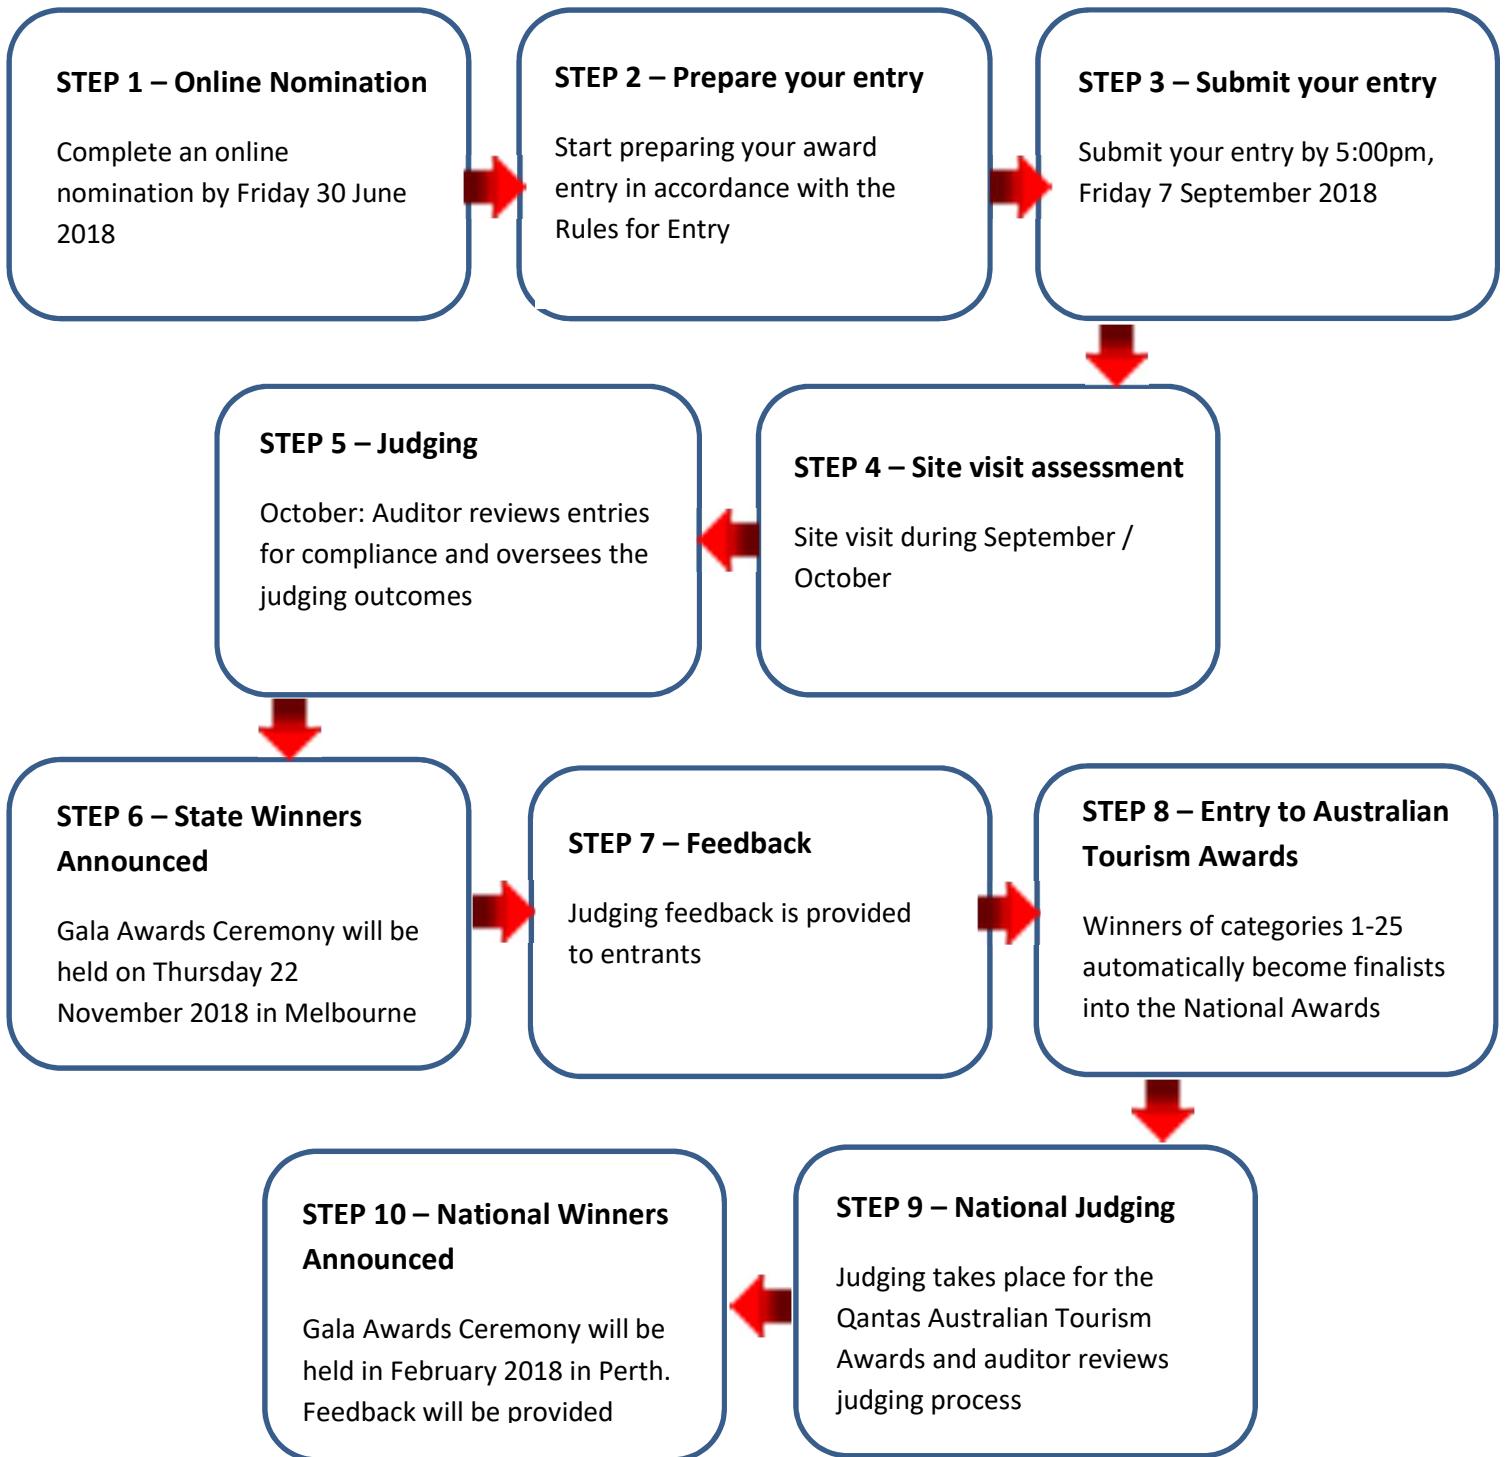 STEP 1 – Online Nomination
Complete an online
nomination by Friday 30 June
2018
STEP 2 – Prepare your entry
Start preparing your award
entry in accordance with the
Rules for Entry
STEP 3 – Submit your entry
Submit your entry by 5:00pm,
Friday 7 September 2018
STEP 4 – Site visit assessment
Site visit during September /
October
STEP 5 – Judging
October: Auditor reviews entries
for compliance and oversees the
judging outcomes
STEP 6 – State Winners
Announced
Gala Awards Ceremony will be
held on Thursday 22
November 2018 in Melbourne
STEP 7 – Feedback
Judging feedback is provided
to entrants
STEP 8 – Entry to Australian
Tourism Awards
Winners of categories 1-25
automatically become finalists
into the National Awards
STEP 9 – National Judging
Judging takes place for the
Qantas Australian Tourism
Awards and auditor reviews
judging process
STEP 10 – National Winners
Announced
Gala Awards Ceremony will be
held in February 2018 in Perth.
Feedback will be provided